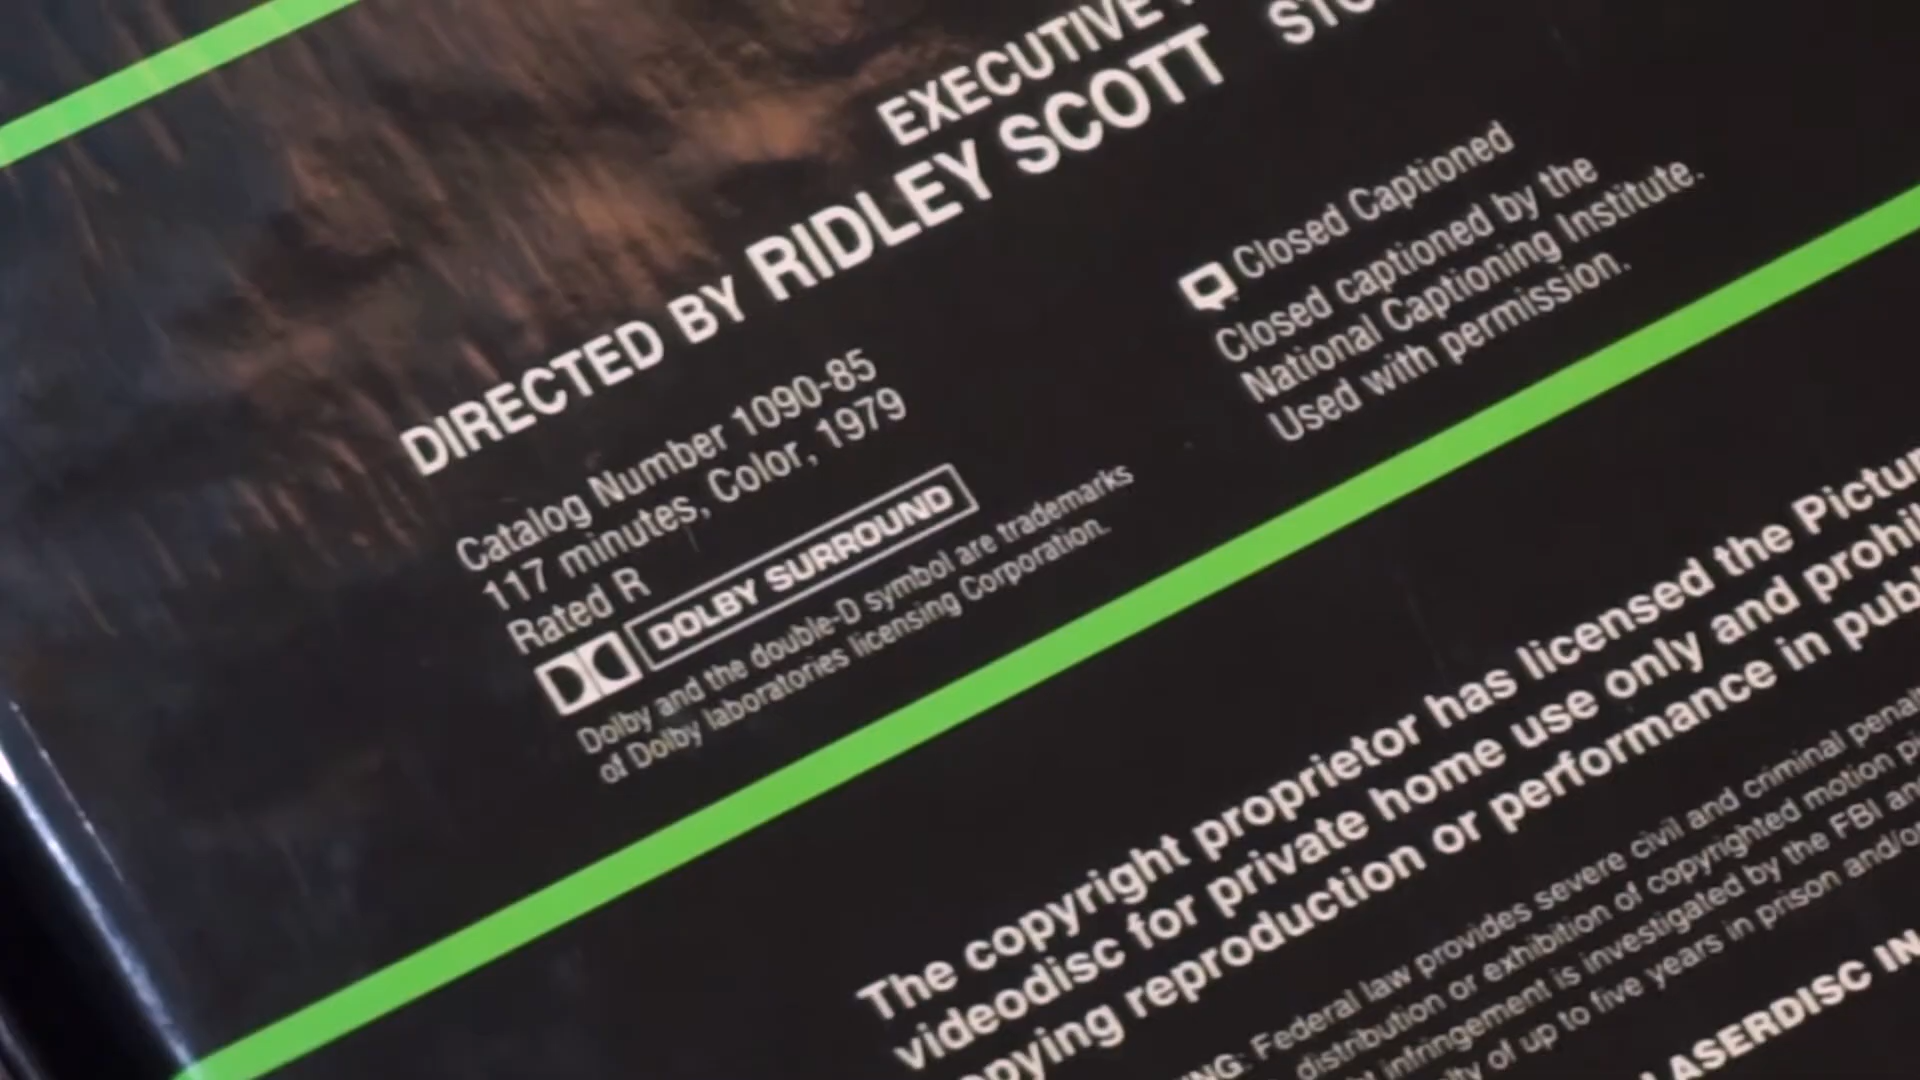 EXECUTIVE
DIRECTED BY RIDLEY SCOTT
Catalog Number 1090-85
117 minutes, Color, 1979
Rated R
DOLBY SURROUND
Dolby and the double-D symbol are trademarks
of Dolby laboratories licensing Corporation.
Closed Captioned
Closed captioned by the
National Captioning Institute.
Used with permission.
The copyright proprietor has licensed the
videodisc for private home use only and
reproduction or performance in
Federal law provides severe civil and criminal
distribution or exhibition of copyrighted motion
infringement is investigated by the FBI
of up to five years in prison and/or
LASERDISC IN